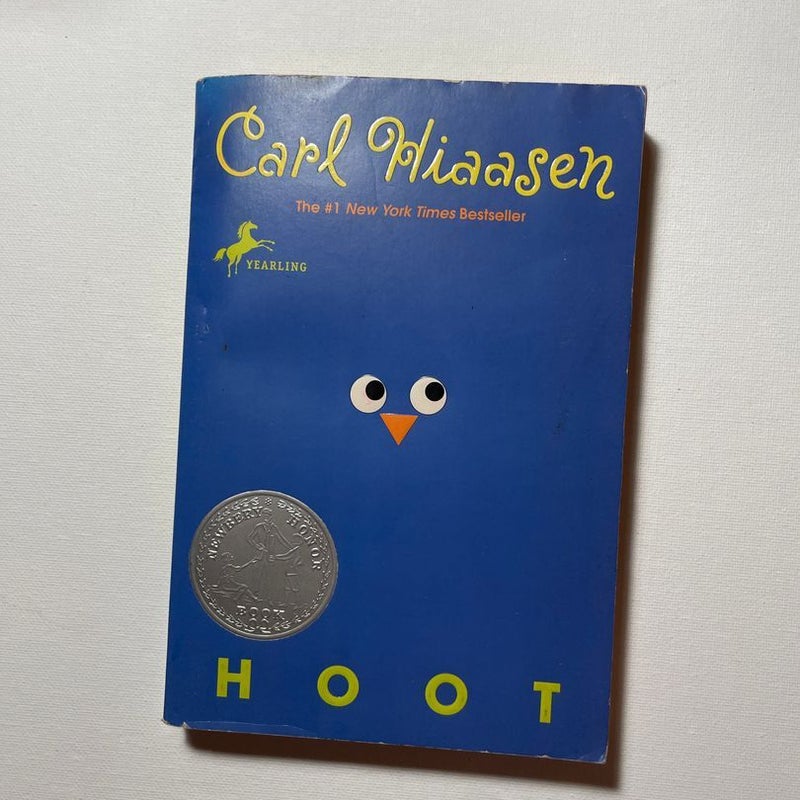 Carl Hiaasen
The #1 New York Times Bestseller
YEARLING
NEWBERY HONOR
BOOK
HOOT